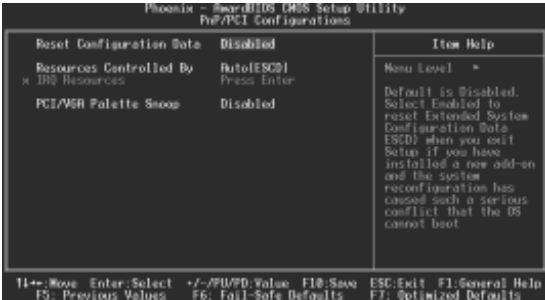 Phoenix - AwardBIOS CMOS Setup Utility
PnP/PCI Configurations
Reset Configuration Data Disabled
Resources Controlled By Auto(ESCD)
x IRQ Resources Press Enter
PCI/VGA Palette Snoop Disabled
Item Help
Menu Level ►
Default is Disabled.
Select Enabled to
reset Extended System
Configuration Data
ESCD) when you exit
Setup if you have
installed a new add-on
and the system
reconfiguration has
caused such a serious
conflict that the OS
cannot boot
↑↓→←:Move Enter:Select +/-/PU/PD:Value F10:Save ESC:Exit F1:General Help
F5: Previous Values F6: Fail-Safe Defaults F7: Optimized Defaults